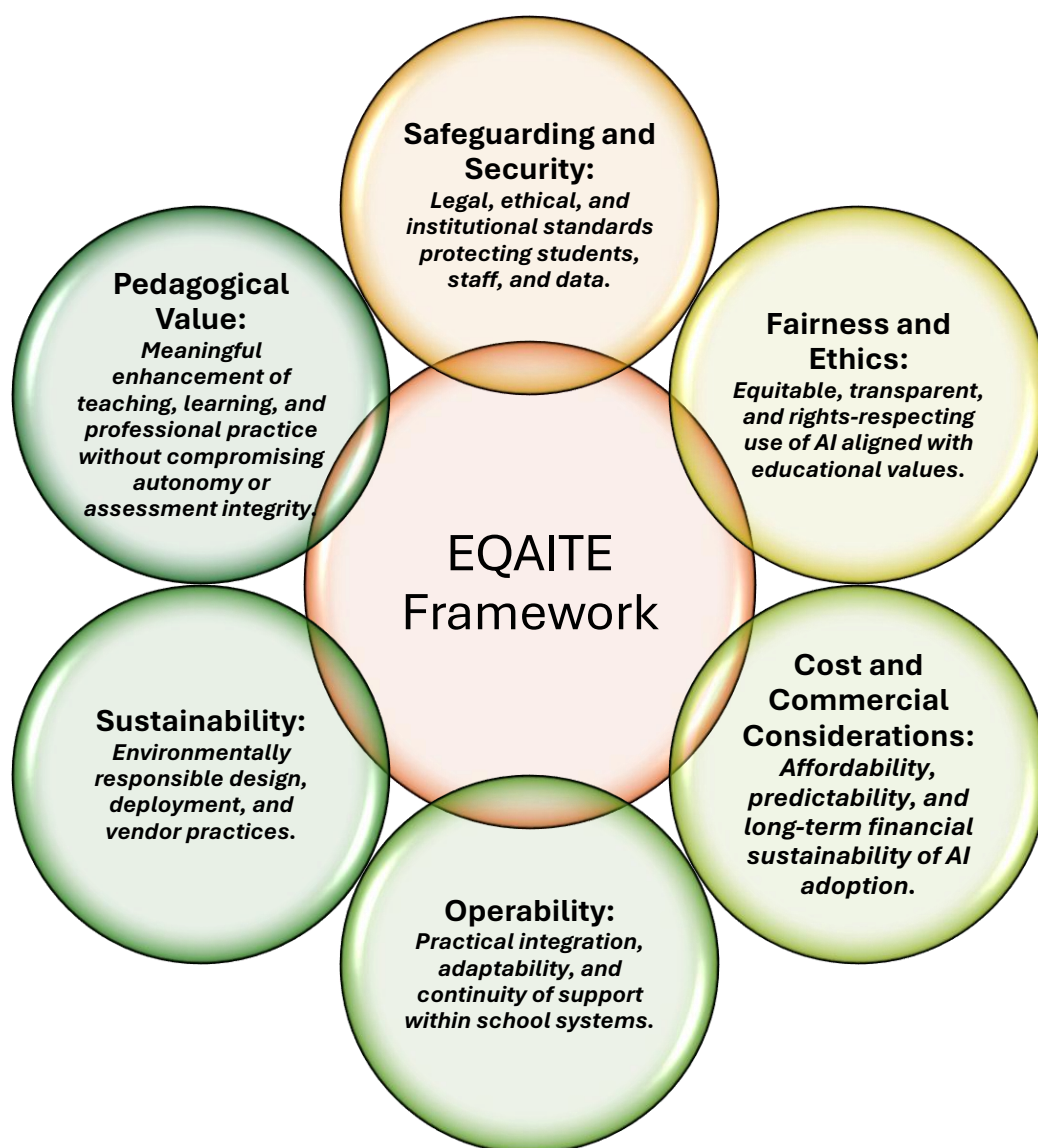 Safeguarding and
Security:
Legal, ethical, and
institutional standards
protecting students,
staff, and data.
Fairness and
Ethics:
Equitable, transparent,
and rights-respecting
use of AI aligned with
educational values.
Cost and
Commercial
Considerations:
Affordability,
predictability, and
long-term financial
sustainability of AI
adoption.
Operability:
Practical integration,
adaptability, and
continuity of support
within school systems.
Sustainability:
Environmentally
responsible design,
deployment, and
vendor practices.
Pedagogical
Value:
Meaningful
enhancement of
teaching, learning, and
professional practice
without compromising
autonomy or
assessment integrity.
EQAITE
Framework